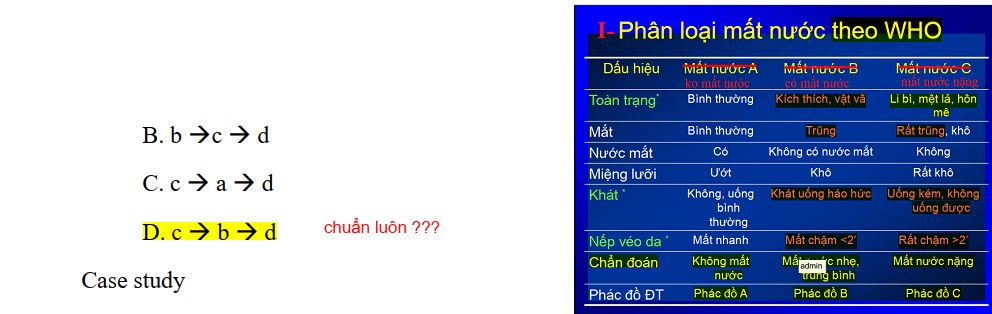 B. b →c → d
C. c → a → d
D. c → b → d
chuẩn luôn ???
Case study
I- Phân loại mất nước theo WHO
Dấu hiệu Mất nước A Mất nước B Mất nước C
ko mất nước có mất nước mất nước nặng
Toàn trạng* Bình thường Kích thích, vật vã Li bì, mệt lả, hôn mê
Mắt Bình thường Trũng Rất trũng, khô
Nước mắt Có Không có nước mắt Không
Miệng lưỡi Ướt Khô Rất khô
Khát * Không, uống bình thường Khát uống háo hức Uống kém, không uống được
Nếp véo da * Mất nhanh Mất chậm <2" Rất chậm >2"
Chẩn đoán Không mất nước Mất nước nhẹ, trung bình Mất nước nặng
admin
Phác đồ ĐT Phác đồ A Phác đồ B Phác đồ C